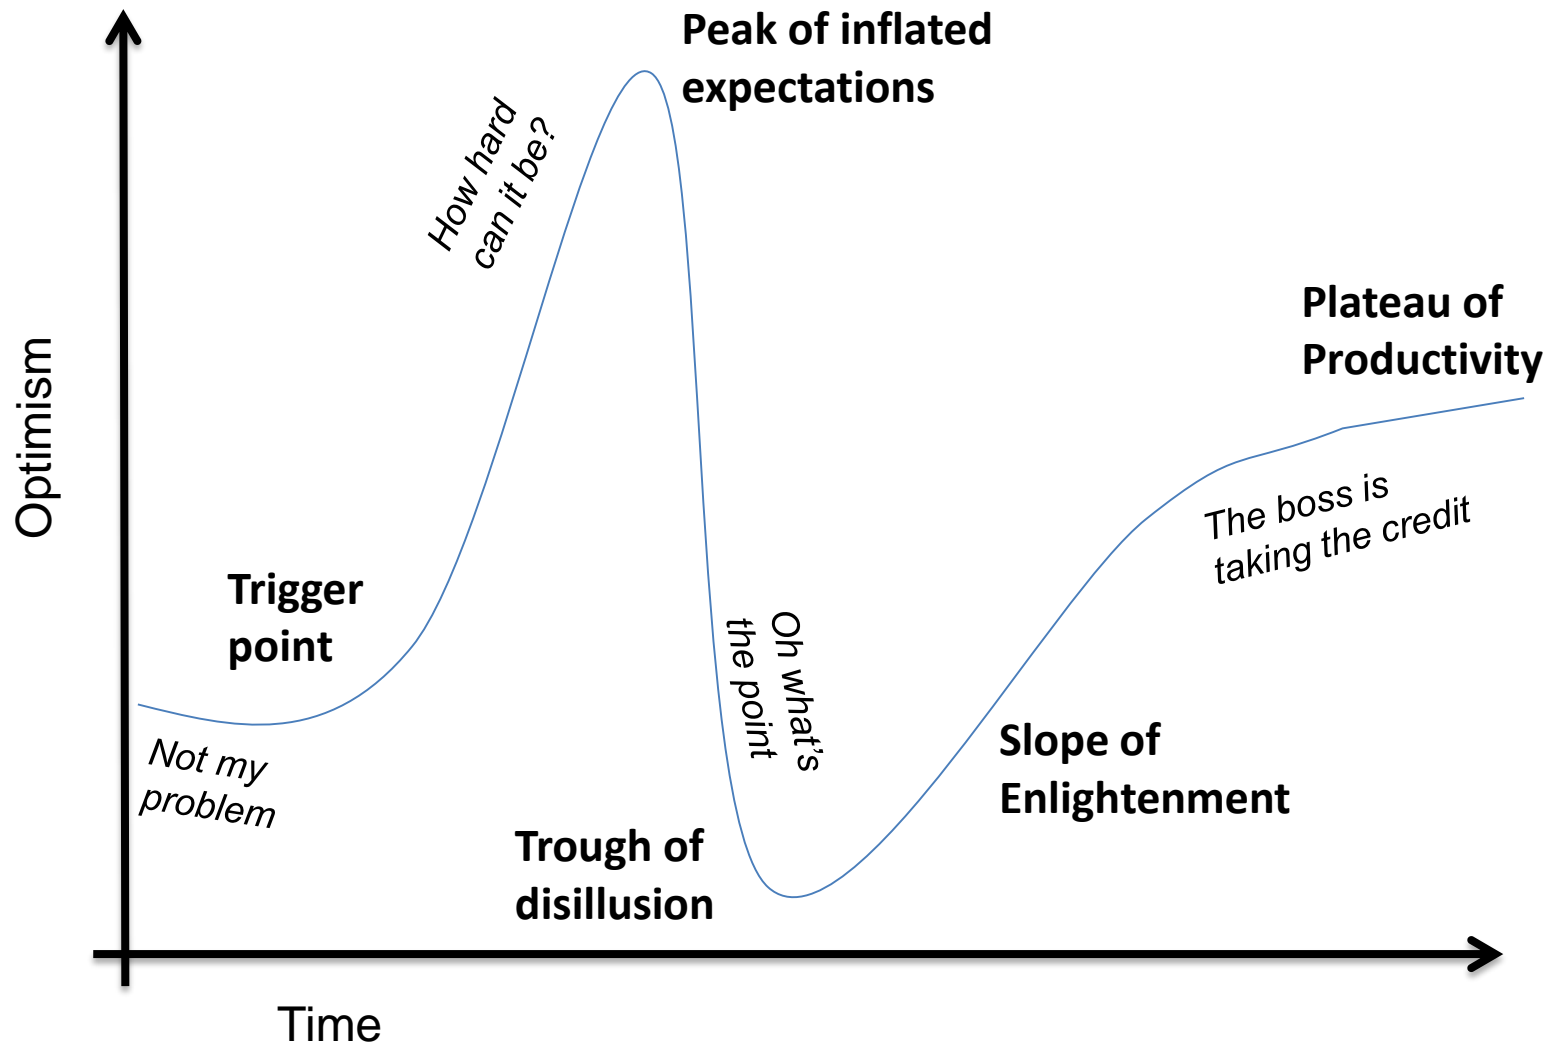 Peak of inflated
expectations
How hard
can it be?
Plateau of
Productivity
Optimism
The boss is
taking the credit
Trigger
point
Oh what's
the point
Not my
problem
Slope of
Enlightenment
Trough of
disillusion
Time